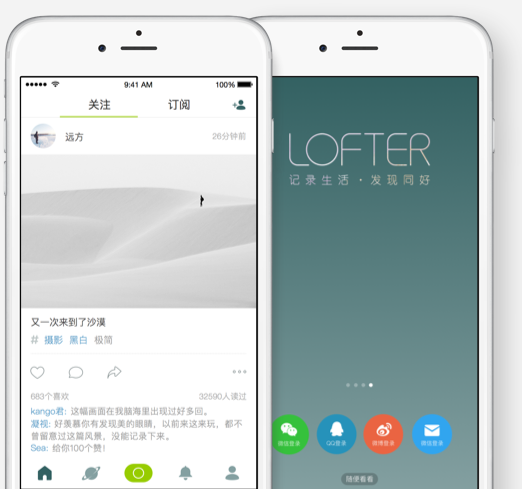 9:41 AM
100%
关注
订阅
远方
26分钟前
又一次来到了沙漠
# 摄影 黑白 极简
683个喜欢
32590人读过
kango君: 这幅画面在我脑海里出现过好多回。
凝视: 好羡慕你有发现美的眼睛，以前来这来玩，都不
曾留意过这篇风景，没能记录下来。
Sea: 给你100个赞!
LOFTER
记录生活·发现同好
微信登录
QQ登录
微博登录
随便看看